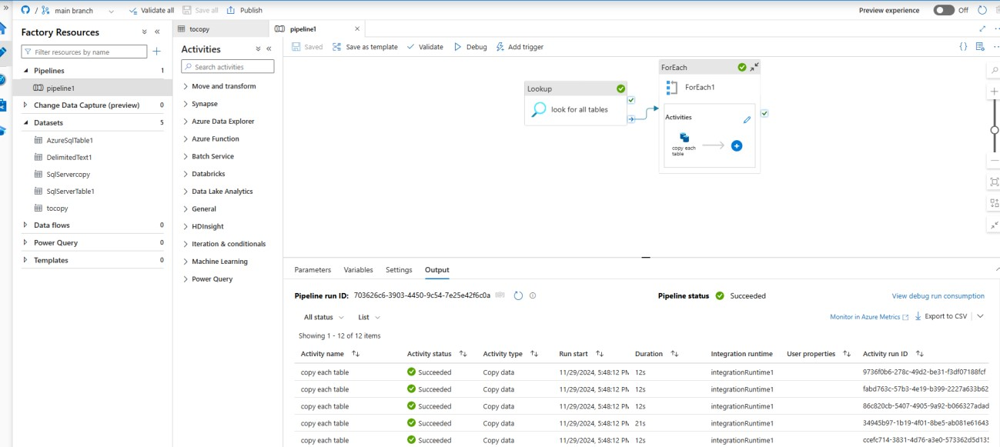 / main branch
Validate all
Save all
Publish
Preview experience
Off
Factory Resources
Filter resources by name
Pipelines 1
pipeline1
Change Data Capture (preview) 0
Datasets 5
AzureSqlTable1
DelimitedText1
SqlServercopy
SqlServerTable1
tocopy
Data flows 0
Power Query 0
Templates 0
tocopy
pipeline1
Activities
Search activities
Move and transform
Synapse
Azure Data Explorer
Azure Function
Batch Service
Databricks
Data Lake Analytics
General
HDInsight
Iteration & conditionals
Machine Learning
Power Query
Saved
Save as template
Validate
Debug
Add trigger
Lookup
look for all tables
ForEach
ForEach1
Activities
copy each
table
Parameters Variables Settings Output
Pipeline run ID: 703626c6-3903-4450-9c54-7e25e42f6c0a
Pipeline status Succeeded
View debug run consumption
All status List
Monitor in Azure Metrics Export to CSV
Showing 1 - 12 of 12 items
Activity name Activity status Activity type Run start Duration Integration runtime User properties Activity run ID
copy each table Succeeded Copy data 11/29/2024, 5:48:12 PM 12s integrationRuntime1 9736f0b6-278c-49d2-be31-f3df07188fcf
copy each table Succeeded Copy data 11/29/2024, 5:48:12 PM 12s integrationRuntime1 fabd763c-57b3-4e19-b399-2227a633b62
copy each table Succeeded Copy data 11/29/2024, 5:48:12 PM 12s integrationRuntime1 86c820cb-5407-4905-9a92-b066327adad
copy each table Succeeded Copy data 11/29/2024, 5:48:12 PM 21s integrationRuntime1 34945b97-1b19-4f01-8be5-ab081e61643
copy each table Succeeded Copy data 11/29/2024, 5:48:12 PM 12s integrationRuntime1 ccefc714-3831-4d76-a3e0-573362d5d135